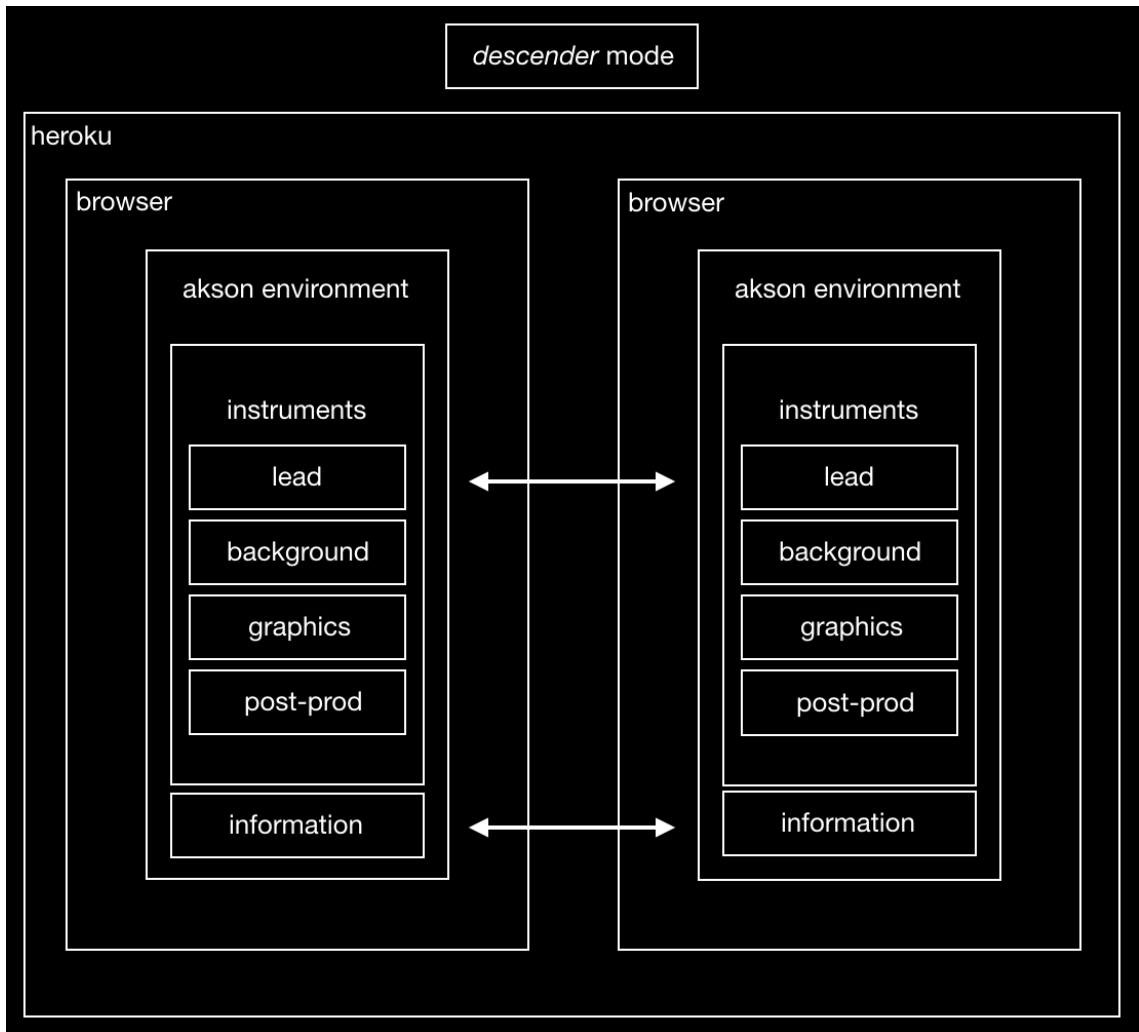 descender mode
heroku
browser
akson environment
instruments
lead
background
graphics
post-prod
information
browser
akson environment
instruments
lead
background
graphics
post-prod
information